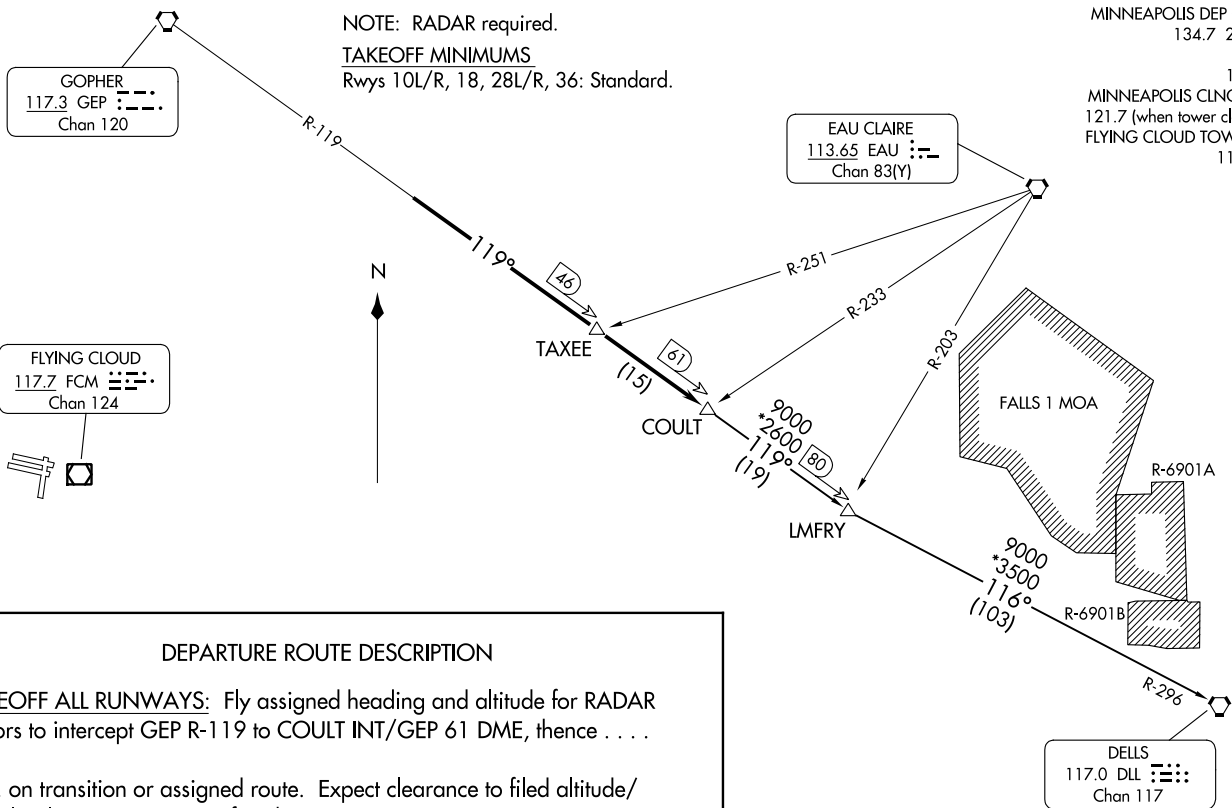 NOTE: RADAR required.
TAKEOFF MINIMUMS
Rwys 10L/R, 18, 28L/R, 36: Standard.
MINNEAPOLIS DEP
134.7 2
1
MINNEAPOLIS CLNC
121.7 (when tower cl
FLYING CLOUD TOW
11
GOPHER
117.3 GEP
Chan 120
R-119
EAU CLAIRE
113.65 EAU
Chan 83(Y)
R-251
R-233
R-203
N
119°
46
TAXEE
61
(15)
COULT
9000
*2600
119°
(19)
80
LMFRY
FALLS 1 MOA
R-6901A
R-6901B
9000
*3500
116°
(103)
R-296
FLYING CLOUD
117.7 FCM
Chan 124
DELLS
117.0 DLL
Chan 117
DEPARTURE ROUTE DESCRIPTION
EOFF ALL RUNWAYS: Fly assigned heading and altitude for RADAR
ors to intercept GEP R-119 to COULT INT/GEP 61 DME, thence . . . .
on transition or assigned route. Expect clearance to filed altitude/